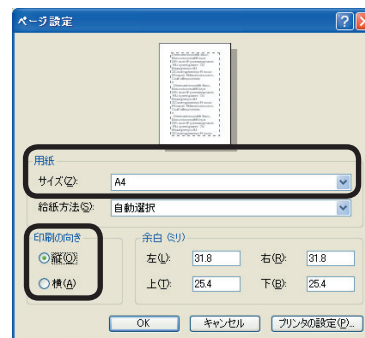 ページ設定
用紙
サイズ(Z): A4
給紙方法(S): 自動選択
印刷の向き
縦(O)
横(A)
余白 (ミリ)
左(L): 31.8 右(R): 31.8
上(T): 25.4 下(B): 25.4
OK キャンセル プリンタの設定(P)...